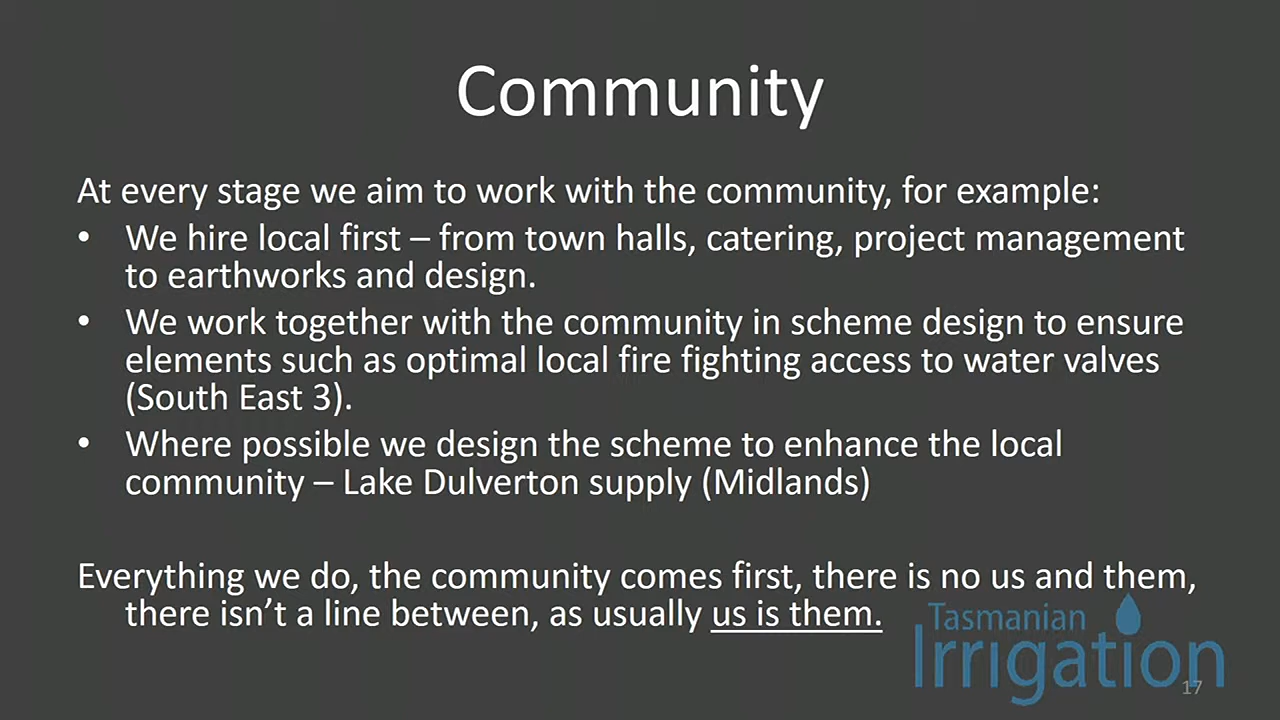 Community
At every stage we aim to work with the community, for example:
• We hire local first – from town halls, catering, project management
to earthworks and design.
• We work together with the community in scheme design to ensure
elements such as optimal local fire fighting access to water valves
(South East 3).
• Where possible we design the scheme to enhance the local
community – Lake Dulverton supply (Midlands)
Everything we do, the community comes first, there is no us and them,
there isn’t a line between, as usually us is them.
Tasmanian
Irrigation
17